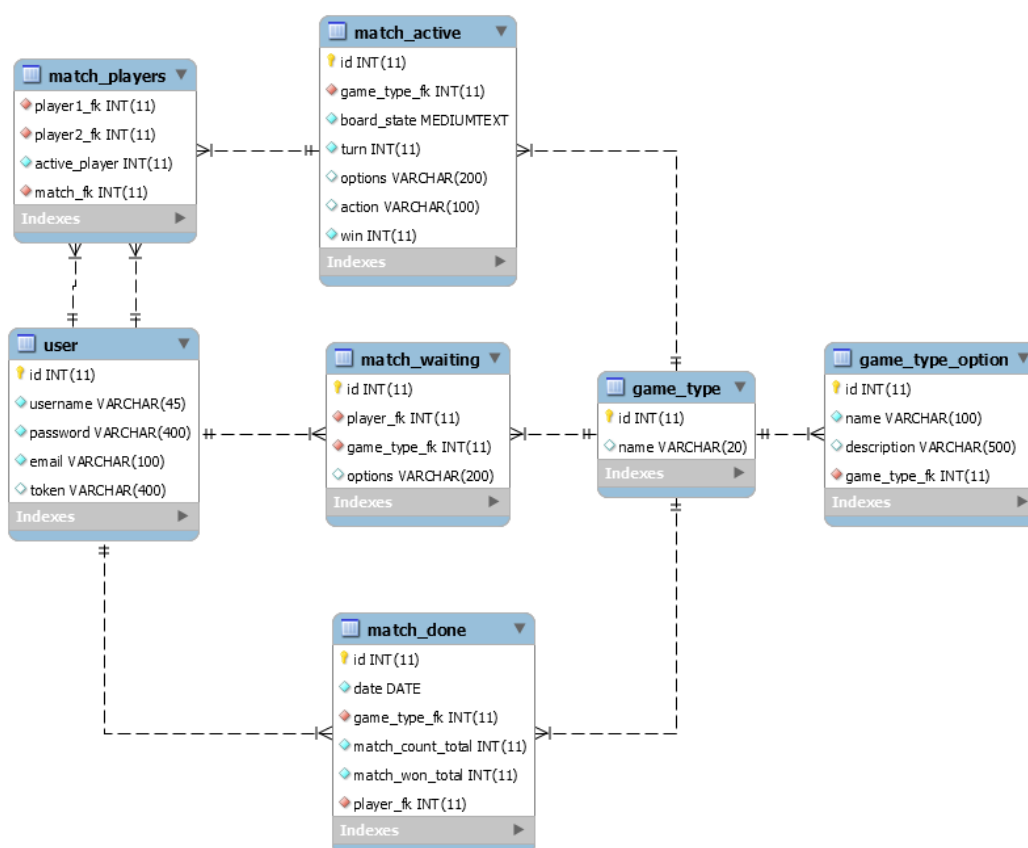 match_players
player1_fk INT(11)
player2_fk INT(11)
active_player INT(11)
match_fk INT(11)
Indexes
match_active
id INT(11)
game_type_fk INT(11)
board_state MEDIUMTEXT
turn INT(11)
options VARCHAR(200)
action VARCHAR(100)
win INT(11)
Indexes
user
id INT(11)
username VARCHAR(45)
password VARCHAR(400)
email VARCHAR(100)
token VARCHAR(400)
Indexes
match_waiting
id INT(11)
player_fk INT(11)
game_type_fk INT(11)
options VARCHAR(200)
Indexes
game_type
id INT(11)
name VARCHAR(20)
Indexes
game_type_option
id INT(11)
name VARCHAR(100)
description VARCHAR(500)
game_type_fk INT(11)
Indexes
match_done
id INT(11)
date DATE
game_type_fk INT(11)
match_count_total INT(11)
match_won_total INT(11)
player_fk INT(11)
Indexes